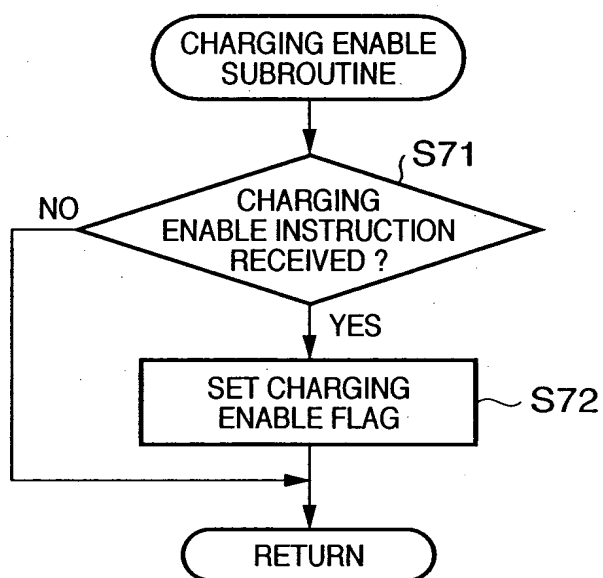 CHARGING ENABLE
SUBROUTINE
S71
CHARGING
ENABLE INSTRUCTION
RECEIVED ?
NO
YES
SET CHARGING
ENABLE FLAG
S72
RETURN